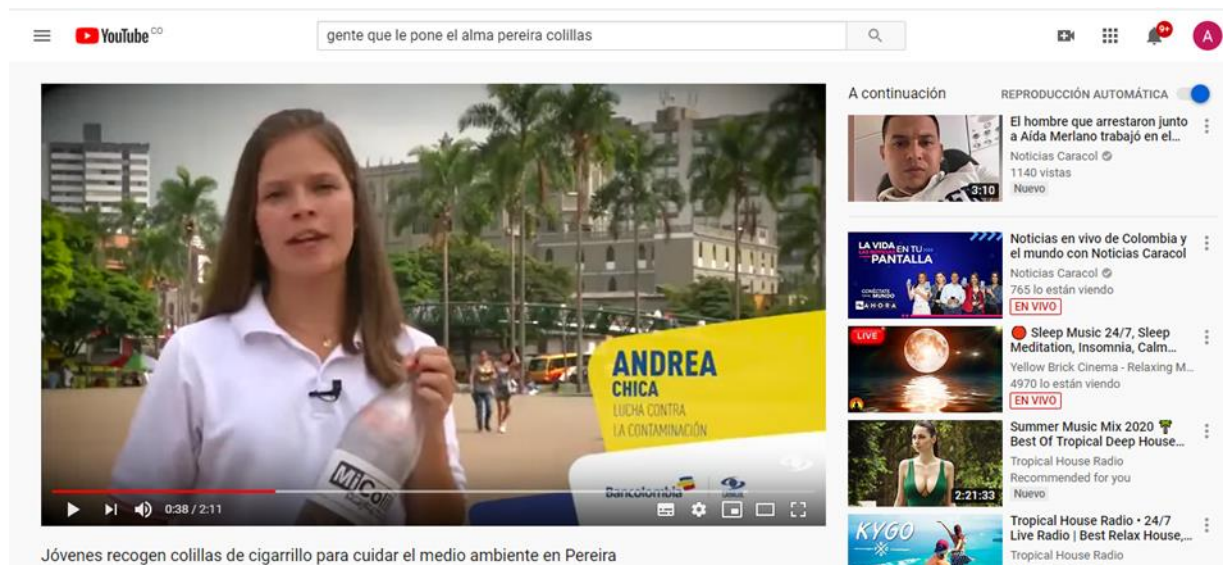 YouTube CO
gente que le pone el alma pereira colillas
9+
A
ANDREA
CHICA
LUCHA CONTRA
LA CONTAMINACIÓN
Bancolombia
0:38 / 2:11
Jóvenes recogen colillas de cigarrillo para cuidar el medio ambiente en Pereira
A continuación
REPRODUCCIÓN AUTOMÁTICA
3:10
El hombre que arrestaron junto
a Aída Merlano trabajó en el...
Noticias Caracol
1140 vistas
Nuevo
LA VIDA EN TU
PANTALLA
CONÉCTATE
MUNDO
AHORA
Noticias en vivo de Colombia y
el mundo con Noticias Caracol
Noticias Caracol
765 lo están viendo
EN VIVO
LIVE
Sleep Music 24/7, Sleep
Meditation, Insomnia, Calm...
Yellow Brick Cinema - Relaxing M...
4970 lo están viendo
EN VIVO
2:21:33
Summer Music Mix 2020
Best Of Tropical Deep House...
Tropical House Radio
Recommended for you
Nuevo
KYGO
Tropical House Radio • 24/7
Live Radio | Best Relax House,...
Tropical House Radio